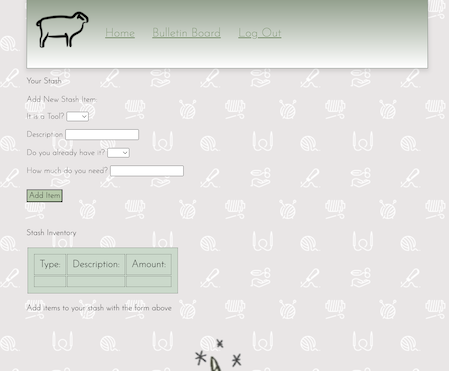 Home Bulletin Board Log Out
Your Stash
Add New Stash Item
It is a Tool?
Description
Do you already have it?
How much do you need?
Add Item
Stash Inventory
Type: Description: Amount:
Add items to your stash with the form above